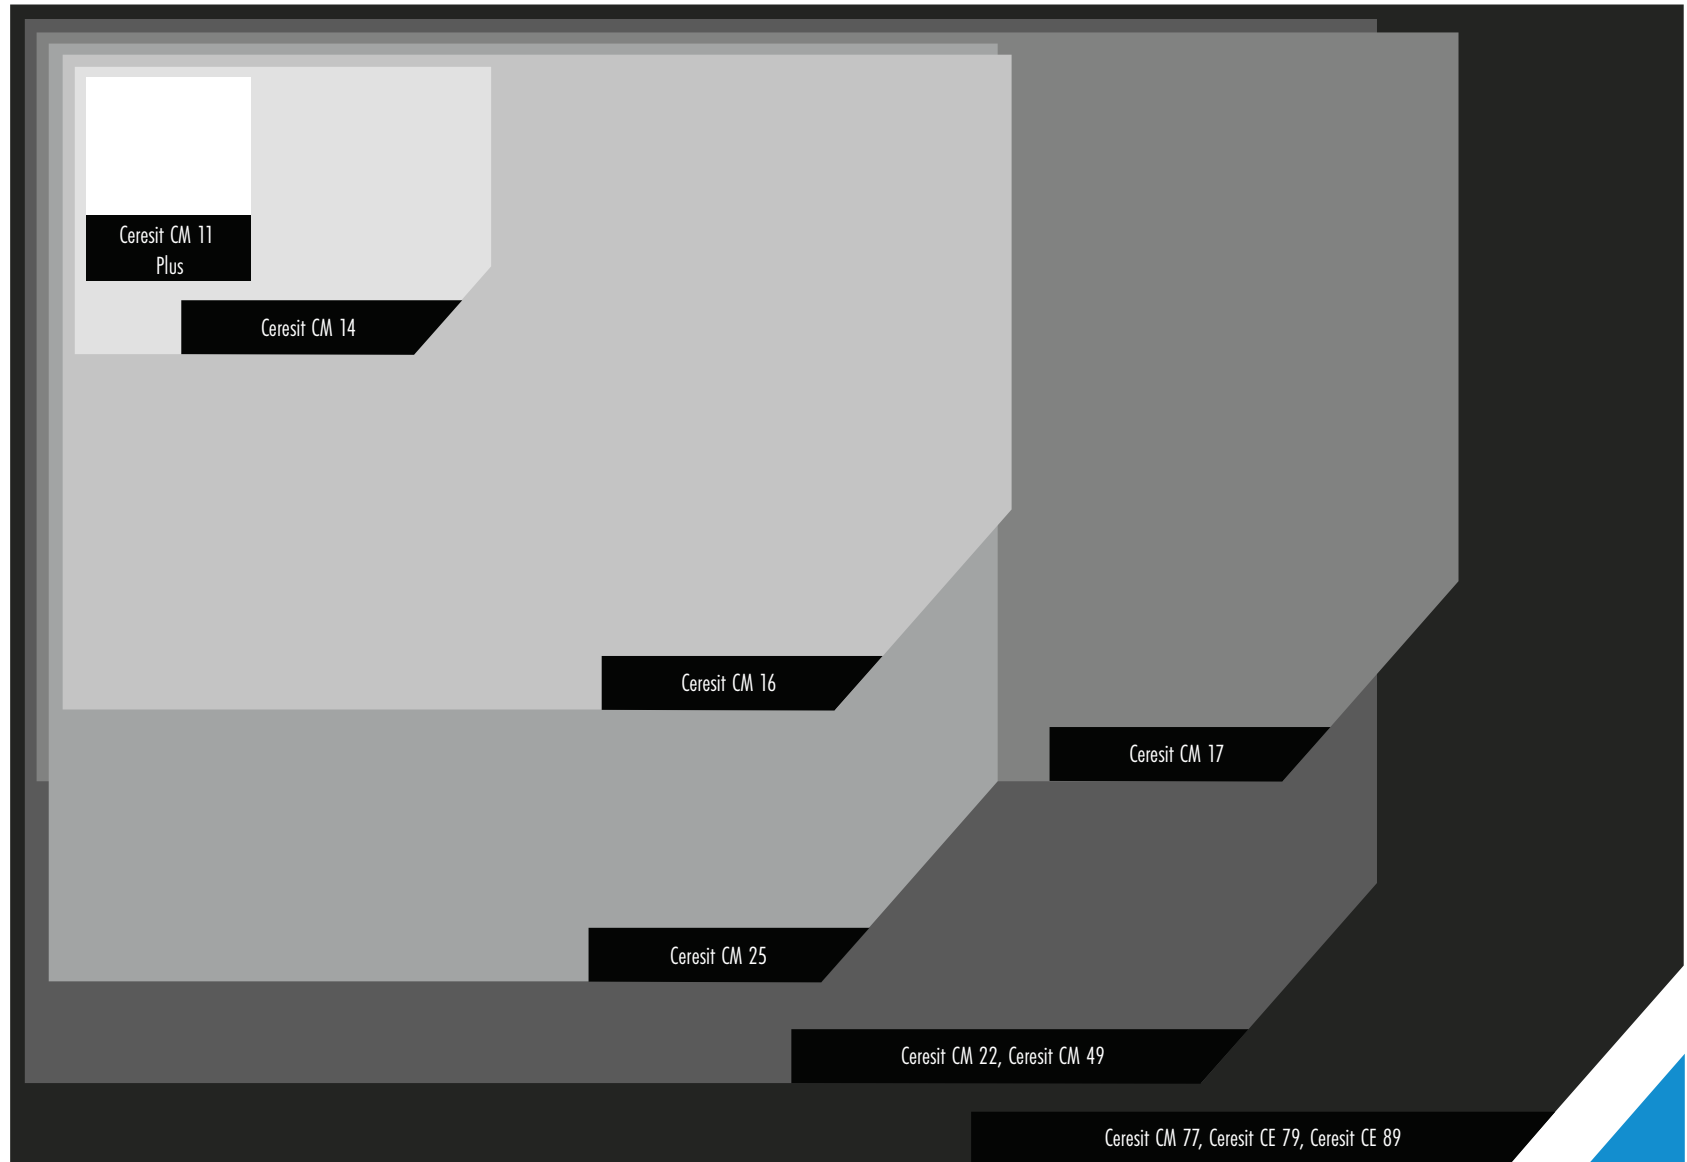 Ceresit CM 11
Plus
Ceresit CM 14
Ceresit CM 16
Ceresit CM 17
Ceresit CM 25
Ceresit CM 22, Ceresit CM 49
Ceresit CM 77, Ceresit CE 79, Ceresit CE 89